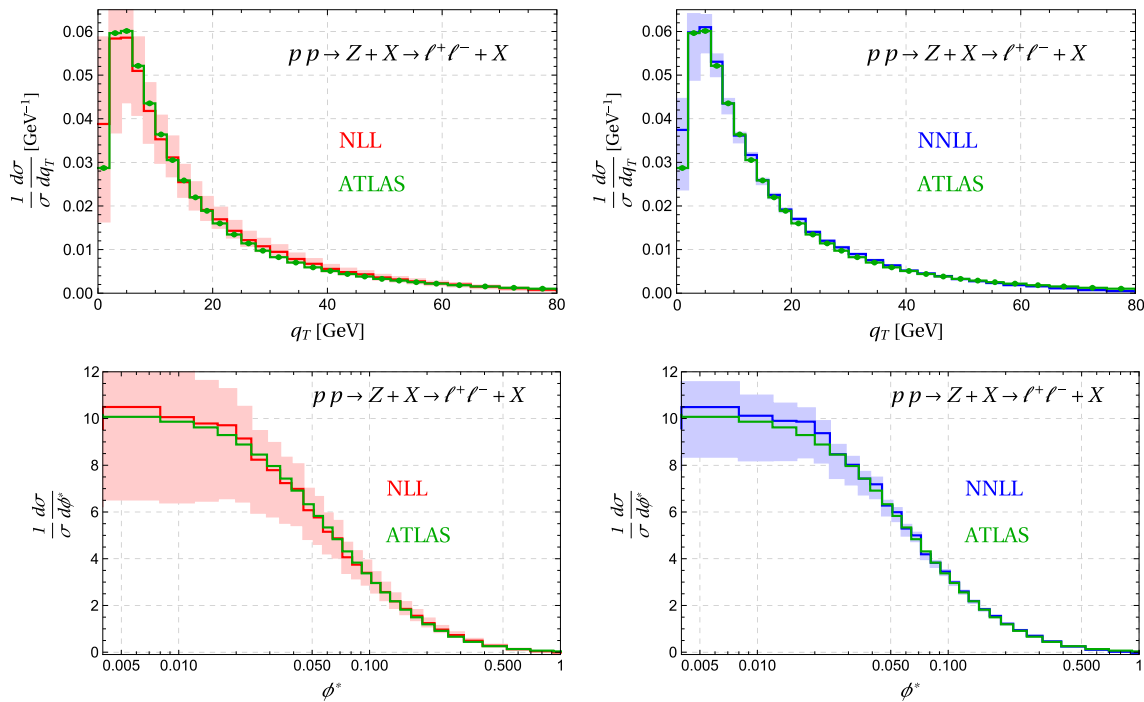 p p → Z + X → ℓ⁺ ℓ⁻ + X
NLL
ATLAS
1/σ dσ/dq_T [GeV⁻¹]
0.06
0.05
0.04
0.03
0.02
0.01
0.00
0 20 40 60 80
q_T [GeV]
p p → Z + X → ℓ⁺ ℓ⁻ + X
NNLL
ATLAS
1/σ dσ/dq_T [GeV⁻¹]
0.06
0.05
0.04
0.03
0.02
0.01
0.00
0 20 40 60 80
q_T [GeV]
p p → Z + X → ℓ⁺ ℓ⁻ + X
NLL
ATLAS
1/σ dσ/dϕ*
12
10
8
6
4
2
0
0.005 0.010 0.050 0.100 0.500 1
ϕ*
p p → Z + X → ℓ⁺ ℓ⁻ + X
NNLL
ATLAS
1/σ dσ/dϕ*
12
10
8
6
4
2
0
0.005 0.010 0.050 0.100 0.500 1
ϕ*